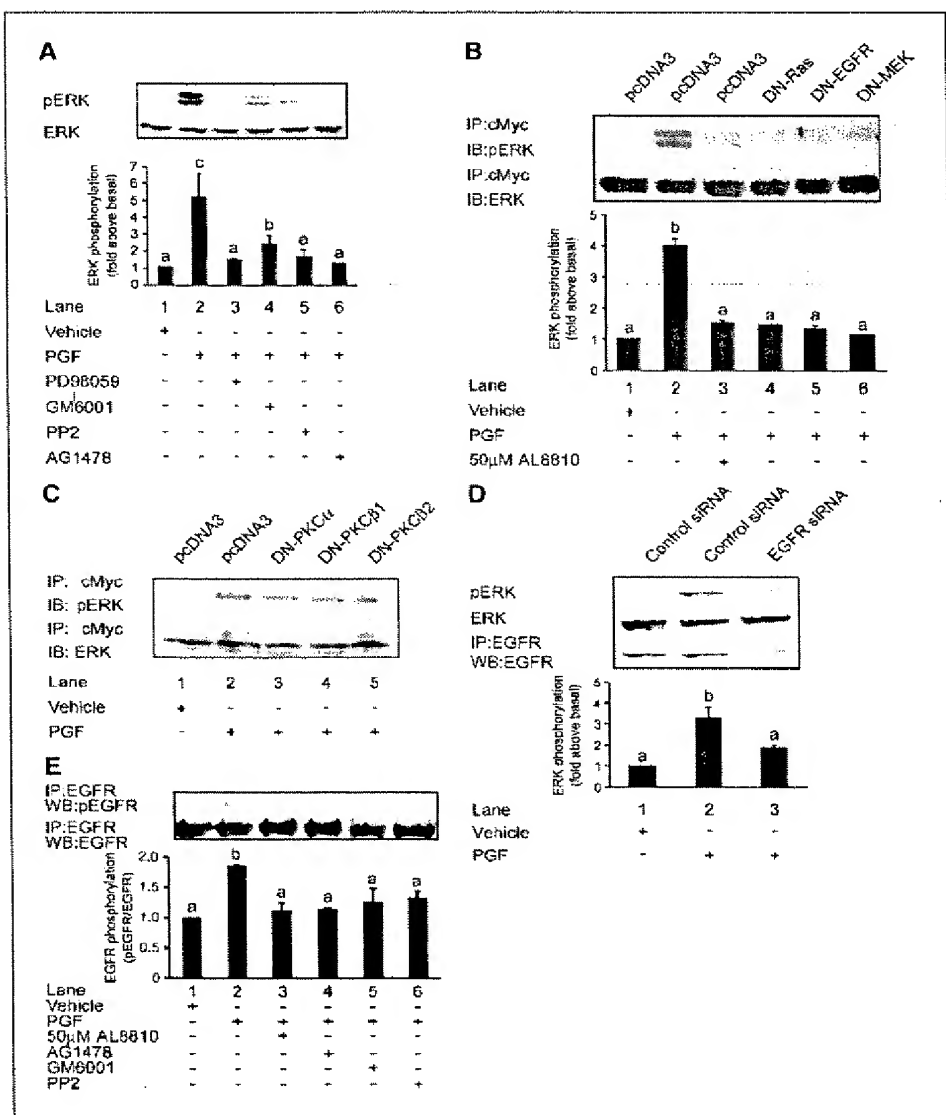 A
pERK
ERK
ERK phosphorylation
(fold above basal)
7
6
5
4
3
2
1
0
a c a b a a
Lane 1 2 3 4 5 6
Vehicle + - - - - -
PGF - + + + + +
PD98059 - - + - - -
GM6001 - - - + - -
PP2 - - - - + -
AG1478 - - - - - +
B
pcDNA3 pcDNA3 pcDNA3 DN-Ras DN-EGFR DN-MEK
IP:cMyc
IB:pERK
IP:cMyc
IB:ERK
ERK phosphorylation
(fold above basal)
5
4
3
2
1
0
a b a a a a
Lane 1 2 3 4 5 6
Vehicle + - - - - -
PGF - + + + + +
50µM AL8810 - - + - - -
C
pcDNA3 pcDNA3 DN-PKCα DN-PKCβ1 DN-PKCβ2
IP: cMyc
IB: pERK
IP: cMyc
IB: ERK
Lane 1 2 3 4 5
Vehicle + - - - -
PGF - + + + +
D
Control siRNA Control siRNA EGFR siRNA
pERK
ERK
IP:EGFR
WB:EGFR
ERK phosphorylation
(fold above basal)
5
4
3
2
1
0
a b a
Lane 1 2 3
Vehicle + - -
PGF - + +
E
IP:EGFR
WB:pEGFR
IP:EGFR
WB:EGFR
EGFR phosphorylation
(pEGFR/EGFR)
2.0
1.5
1.0
0.5
0
a b a a a a
Lane 1 2 3 4 5 6
Vehicle + - - - - -
PGF - + + + + +
50µM AL8810 - - + - - -
AG1478 - - - + - -
GM6001 - - - - + -
PP2 - - - - - +